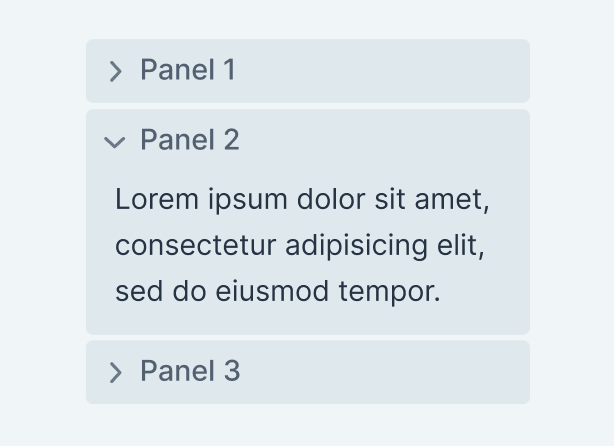 Panel 1
Panel 2
Lorem ipsum dolor sit amet,
consectetur adipisicing elit,
sed do eiusmod tempor.
Panel 3